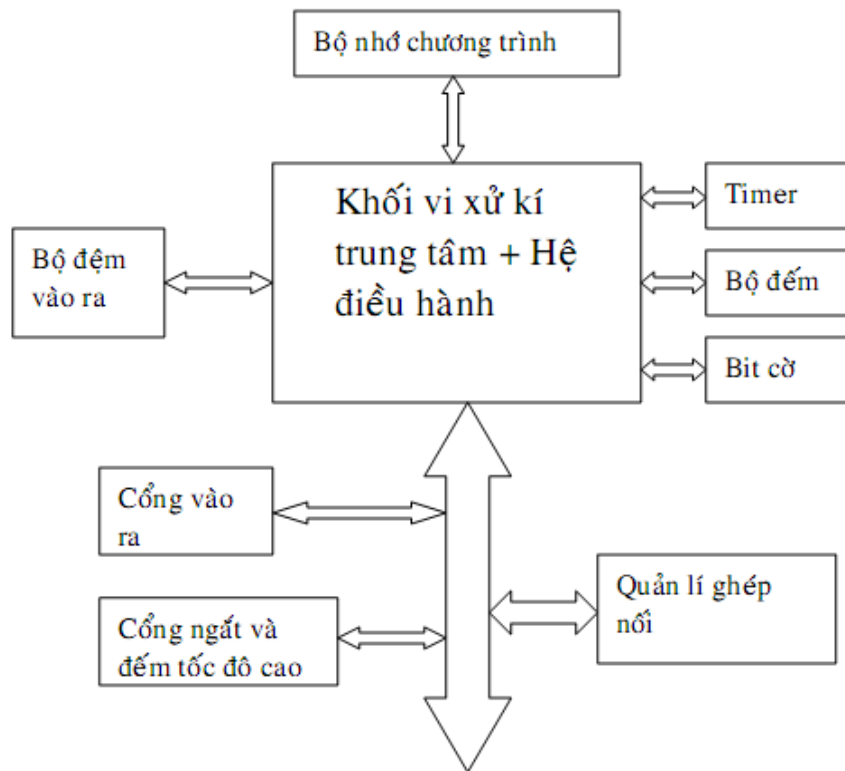 Bộ nhớ chương trình
Khối vi xử kí
trung tâm + Hệ
điều hành
Timer
Bộ đệm
vào ra
Bộ đếm
Bit cờ
Cổng vào
ra
Quản lí ghép
nối
Cổng ngắt và
đếm tốc đô cao